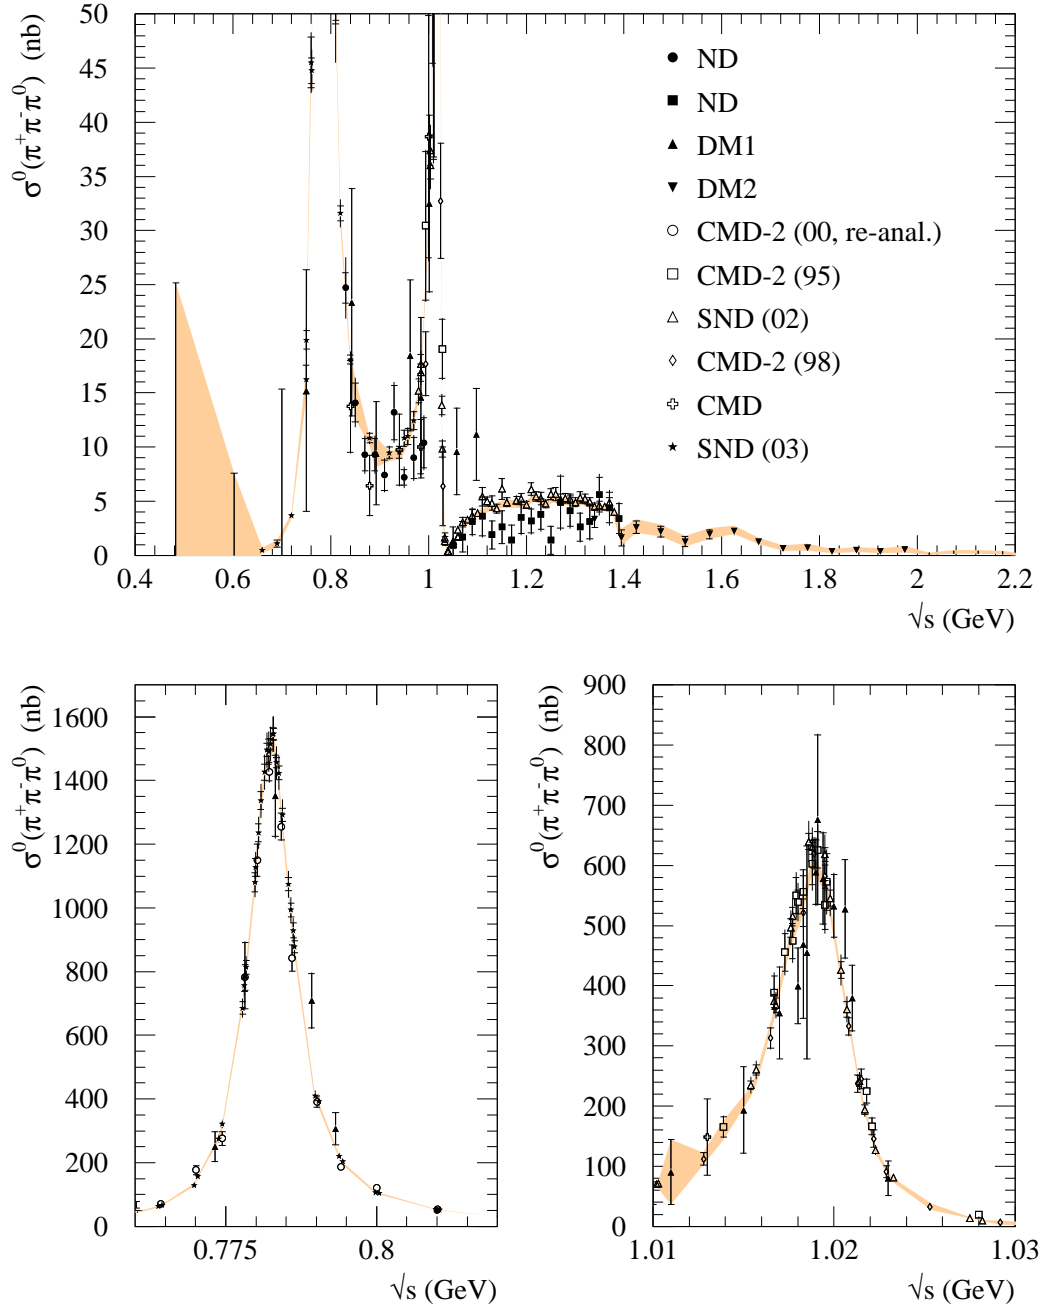 σ⁰(π⁺π⁻π⁰) (nb)
50
45
40
35
30
25
20
15
10
5
0
ND
ND
DM1
DM2
CMD-2 (00, re-anal.)
CMD-2 (95)
SND (02)
CMD-2 (98)
CMD
SND (03)
0.4 0.6 0.8 1 1.2 1.4 1.6 1.8 2 2.2
√s (GeV)
σ⁰(π⁺π⁻π⁰) (nb)
1600
1400
1200
1000
800
600
400
200
0
0.775 0.8
√s (GeV)
σ⁰(π⁺π⁻π⁰) (nb)
900
800
700
600
500
400
300
200
100
0
1.01 1.02 1.03
√s (GeV)